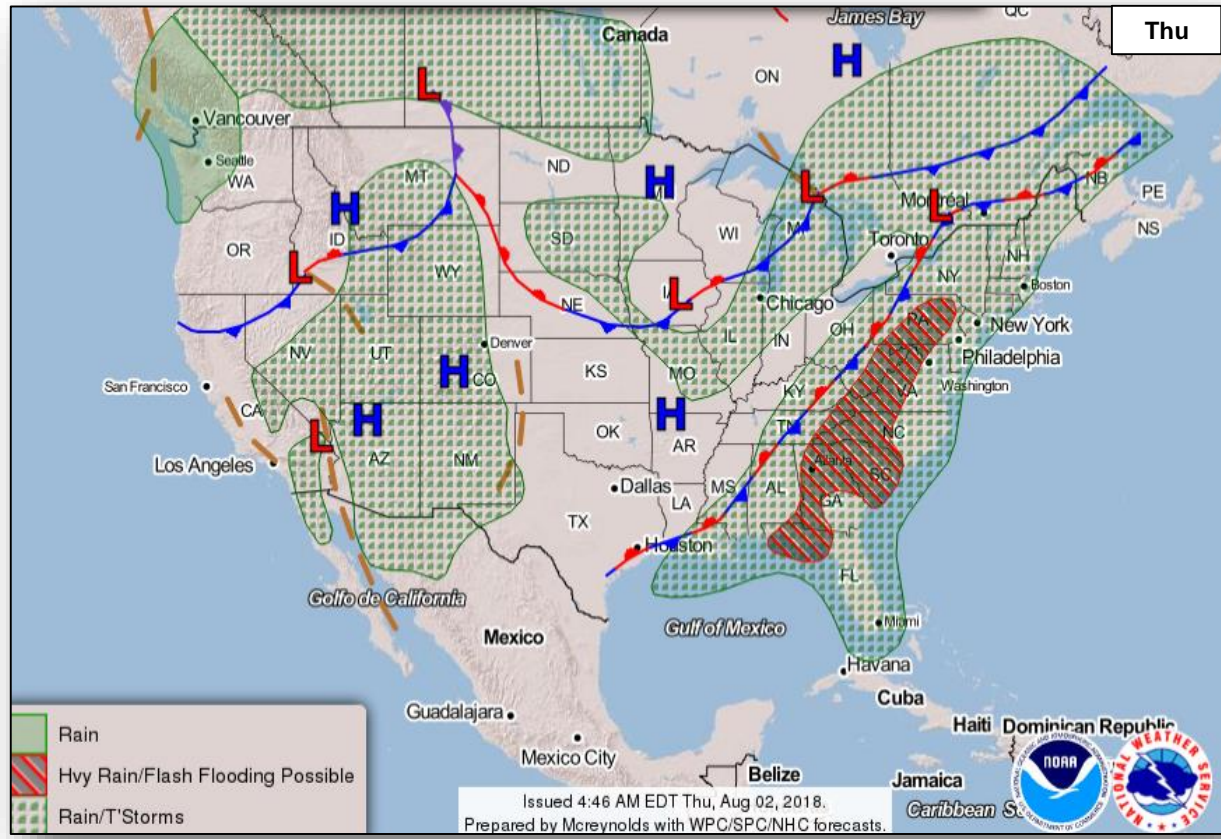 James Bay
QC
Thu
Canada
H
ON
L
Vancouver
Seattle
WA
MT
ND
H
H
L
NB
PE
OR
ID
SD
WI
M
Montréal
L
NS
L
WY
Toronto
NH
NE
IA
L
Chicago
NY
Boston
NV
UT
Denver
IL
IN
OH
PA
New York
San Francisco
H
CO
KS
MO
KY
VA
Philadelphia
Washington
CA
H
H
TN
NC
Los Angeles
L
AZ
NM
OK
AR
Atlanta
SC
Dallas
LA
MS
AL
GA
TX
Houston
FL
Golfo de California
Mexico
Gulf of Mexico
Miami
Havana
Guadalajara
Cuba
Mexico City
Haiti
Dominican Republic
Belize
Jamaica
Caribbean
Rain
Hvy Rain/Flash Flooding Possible
Rain/T'Storms
Issued 4:46 AM EDT Thu, Aug 02, 2018.
Prepared by Mcreynolds with WPC/SPC/NHC forecasts.
NOAA
NATIONAL WEATHER SERVICE